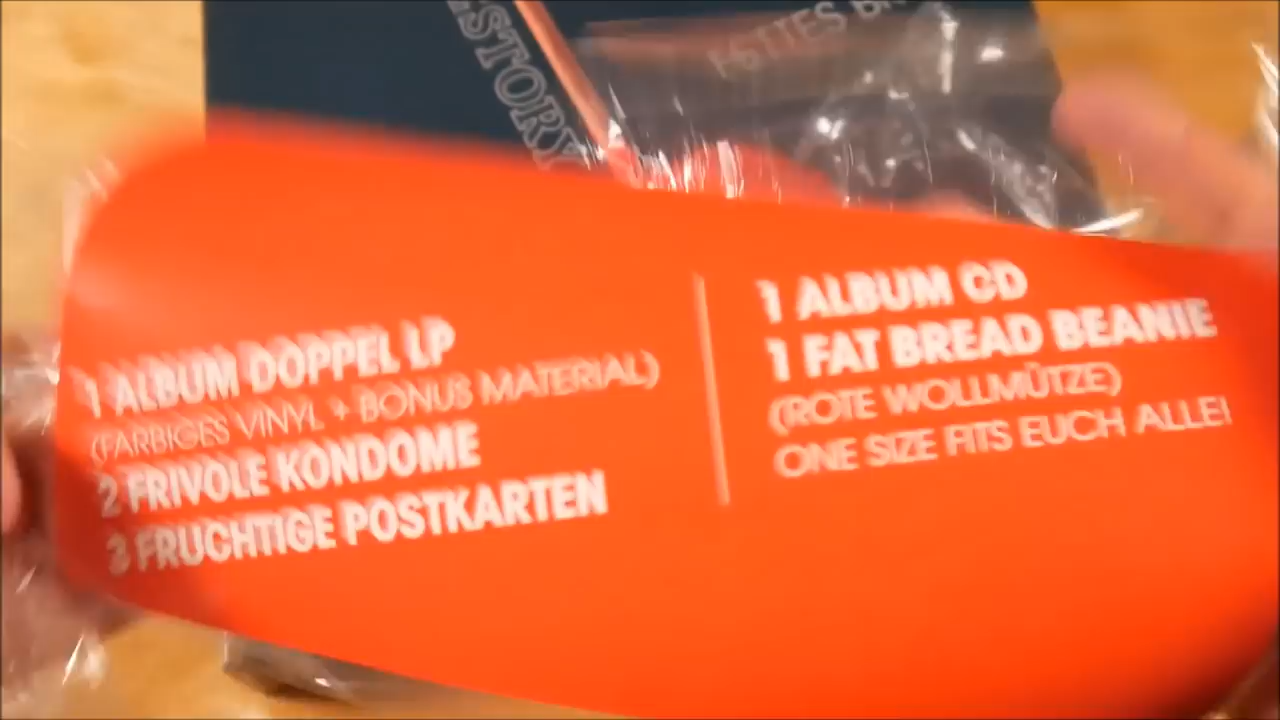 STORY
1 ALBUM DOPPEL LP
(FARBIGES VINYL + BONUS MATERIAL)
2 FRIVOLE KONDOME
3 FRUCHTIGE POSTKARTEN
1 ALBUM CD
1 FAT BREAD BEANIE
(ROTE WOLLMÜTZE)
ONE SIZE FITS EUCH ALLE!